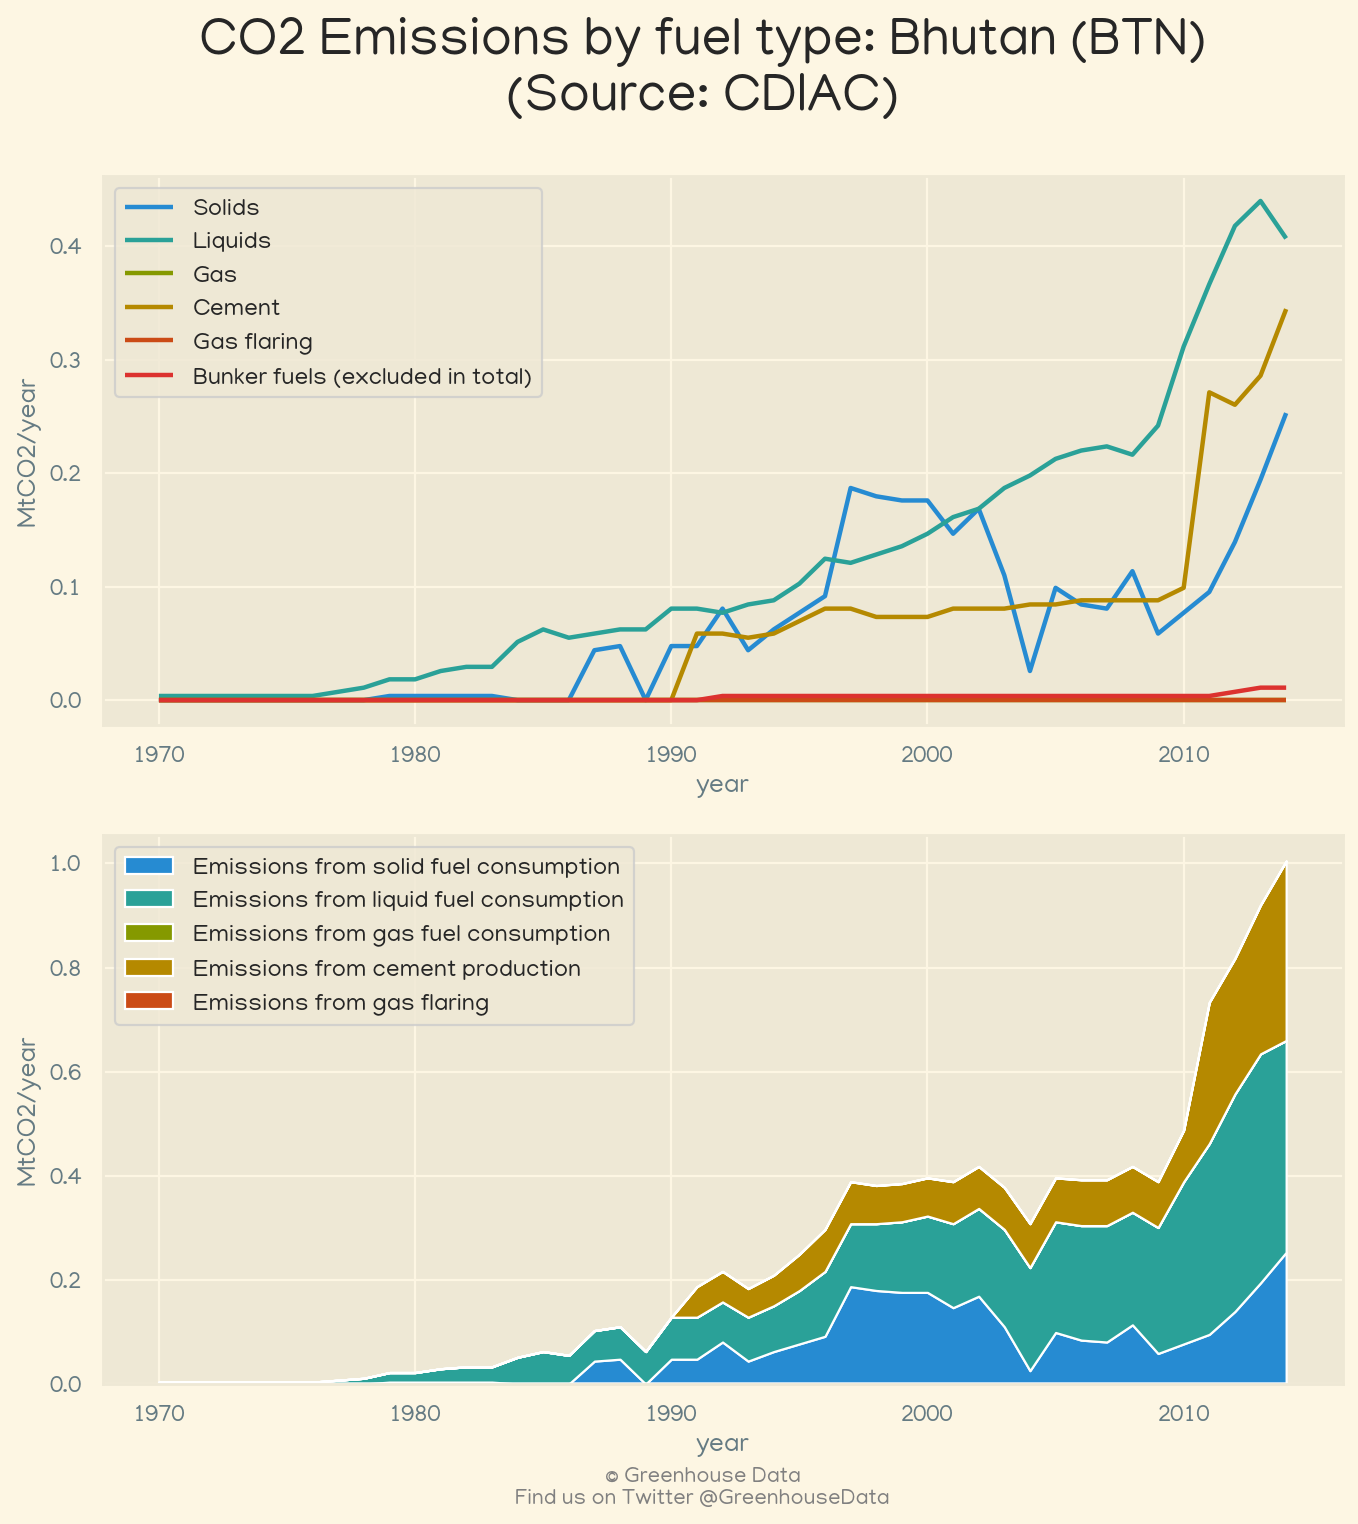 CO2 Emissions by fuel type: Bhutan (BTN)
(Source: CDIAC)
Solids
Liquids
Gas
Cement
Gas flaring
Bunker fuels (excluded in total)
MtCO2/year
0.4
0.3
0.2
0.1
0.0
1970 1980 1990 2000 2010
year
Emissions from solid fuel consumption
Emissions from liquid fuel consumption
Emissions from gas fuel consumption
Emissions from cement production
Emissions from gas flaring
MtCO2/year
1.0
0.8
0.6
0.4
0.2
0.0
1970 1980 1990 2000 2010
year
© Greenhouse Data
Find us on Twitter @GreenhouseData